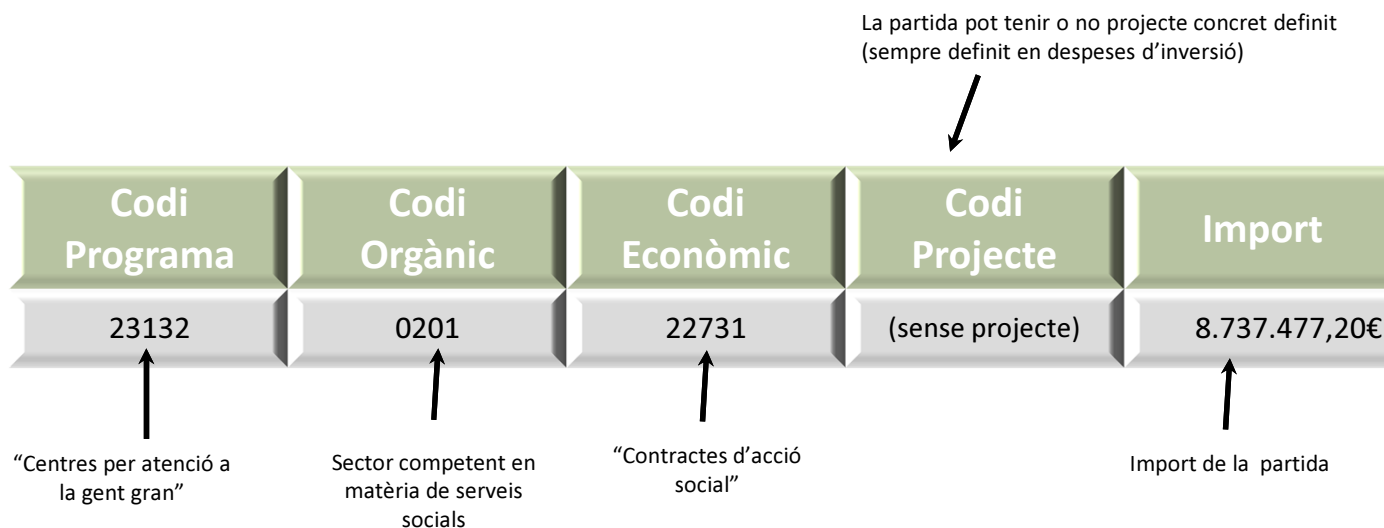 La partida pot tenir o no projecte concret definit
(sempre definit en despeses d’inversió)
Codi
Programa
Codi
Orgànic
Codi
Econòmic
Codi
Projecte
Import
23132
0201
22731
(sense projecte)
8.737.477,20€
“Centres per atenció a
la gent gran”
Sector competent en
matèria de serveis
socials
“Contractes d’acció
social”
Import de la partida